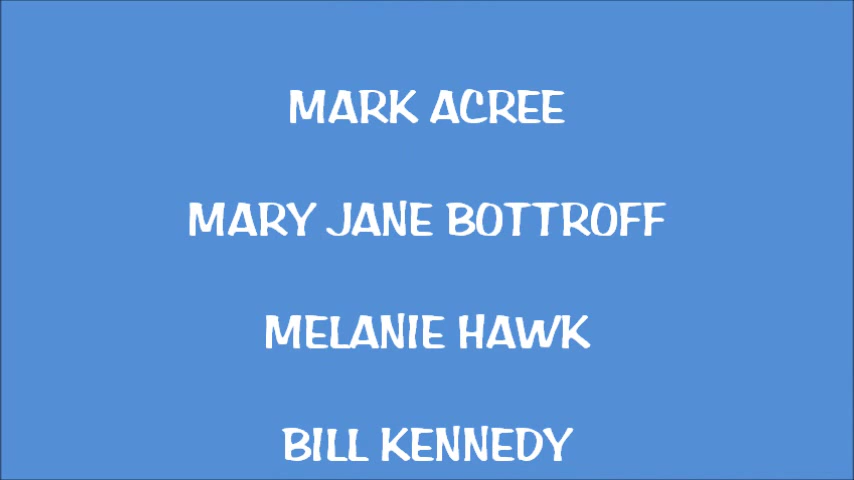 MARK ACREE
MARY JANE BOTTROFF
MELANIE HAWK
BILL KENNEDY